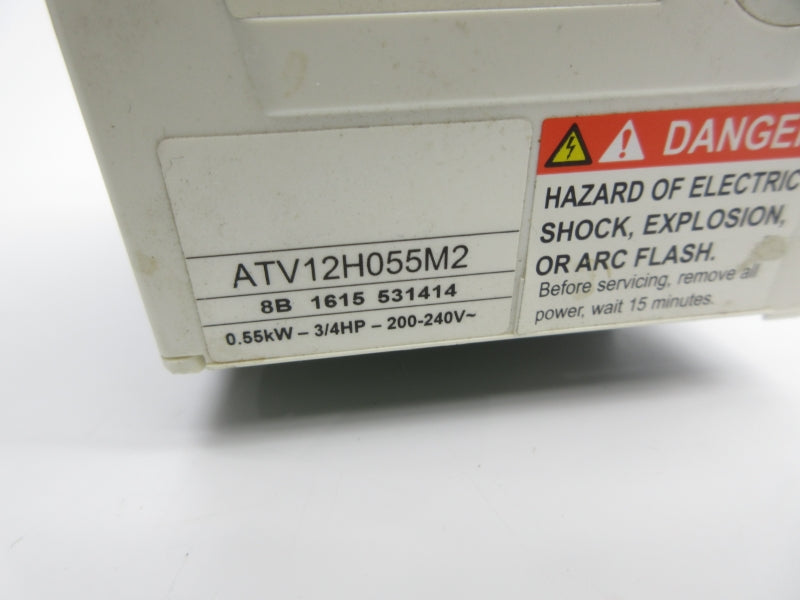 ATV12H055M2
8B 1615 531414
0.55kW – 3/4HP – 200-240V~
DANGER
HAZARD OF ELECTRIC
SHOCK, EXPLOSION,
OR ARC FLASH.
Before servicing, remove all
power, wait 15 minutes.